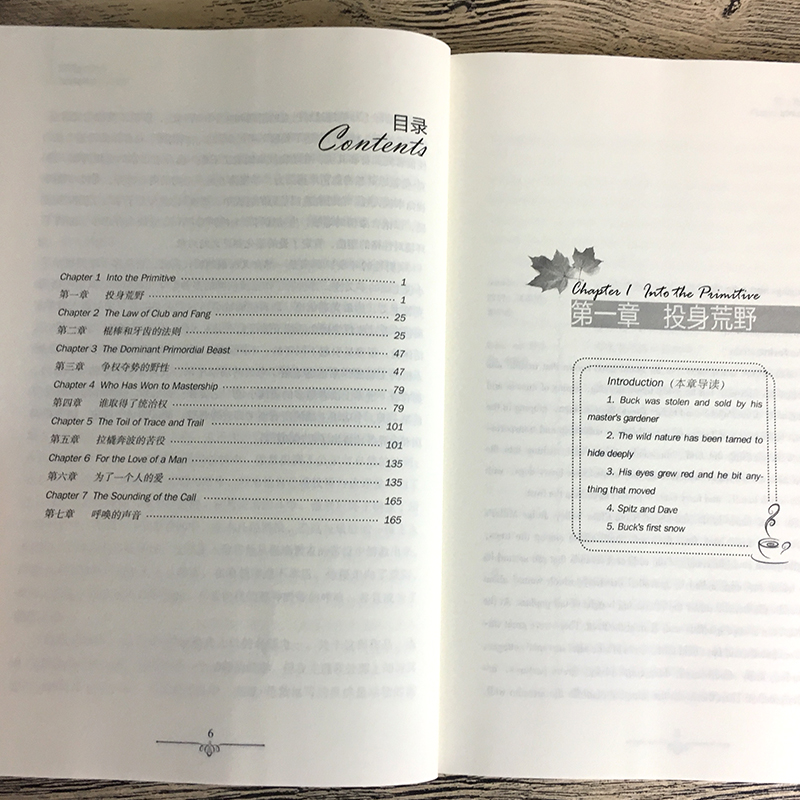 目录
Contents
Chapter 1 Into the Primitive 1
第一章 投身荒野 1
Chapter 2 The Law of Club and Fang 25
第二章 棍棒和牙齿的法则 25
Chapter 3 The Dominant Primordial Beast 47
第三章 争权夺势的野性 47
Chapter 4 Who Has Won to Mastership 79
第四章 谁取得了统治权 79
Chapter 5 The Toil of Trace and Trail 101
第五章 拉橇奔波的苦役 101
Chapter 6 For the Love of a Man 135
第六章 为了一个人的爱 135
Chapter 7 The Sounding of the Call 165
第七章 呼唤的声音 165
6
Chapter 1 Into the Primitive
第一章 投身荒野
Introduction (本章导读)
1. Buck was stolen and sold by his
master's gardener
2. The wild nature has been tamed to
hide deeply
3. His eyes grew red and he bit any-
thing that moved
4. Spitz and Dave
5. Buck's first snow